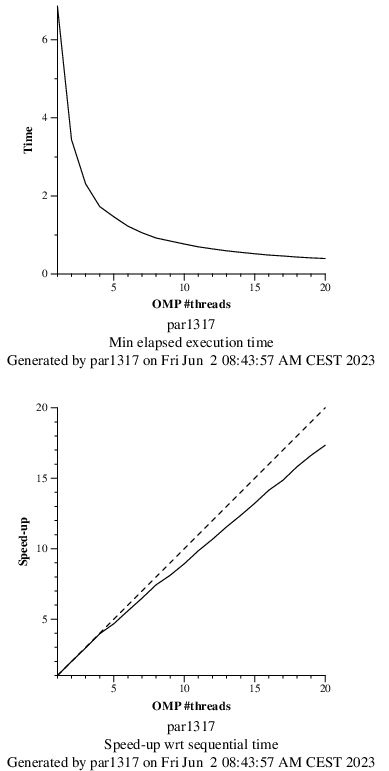 6
4
Time
2
0
5
10
15
20
OMP #threads
par1317
Min elapsed execution time
Generated by par1317 on Fri Jun  2 08:43:57 AM CEST 2023
20
15
Speed-up
10
5
5
10
15
20
OMP #threads
par1317
Speed-up wrt sequential time
Generated by par1317 on Fri Jun  2 08:43:57 AM CEST 2023